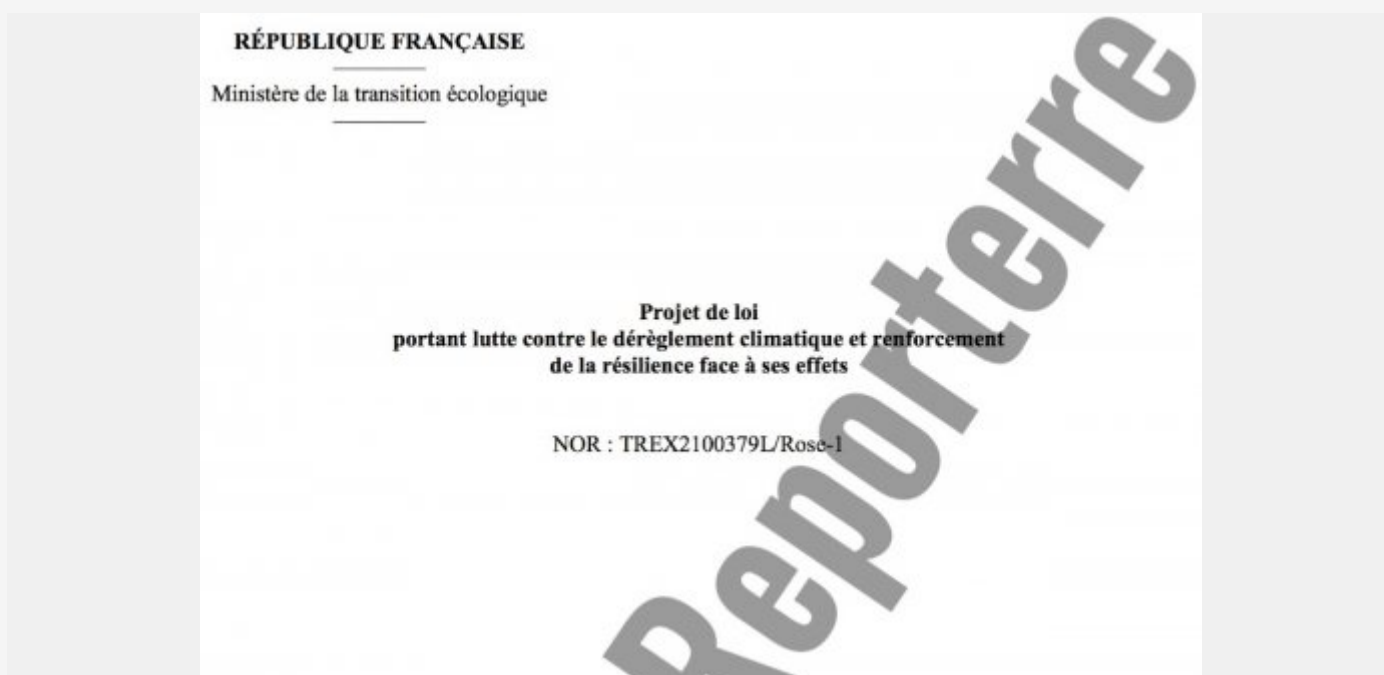 RÉPUBLIQUE FRANÇAISE
Ministère de la transition écologique
Projet de loi
portant lutte contre le dérèglement climatique et renforcement
de la résilience face à ses effets
NOR : TREX2100379L/Rose-1
Reporterre